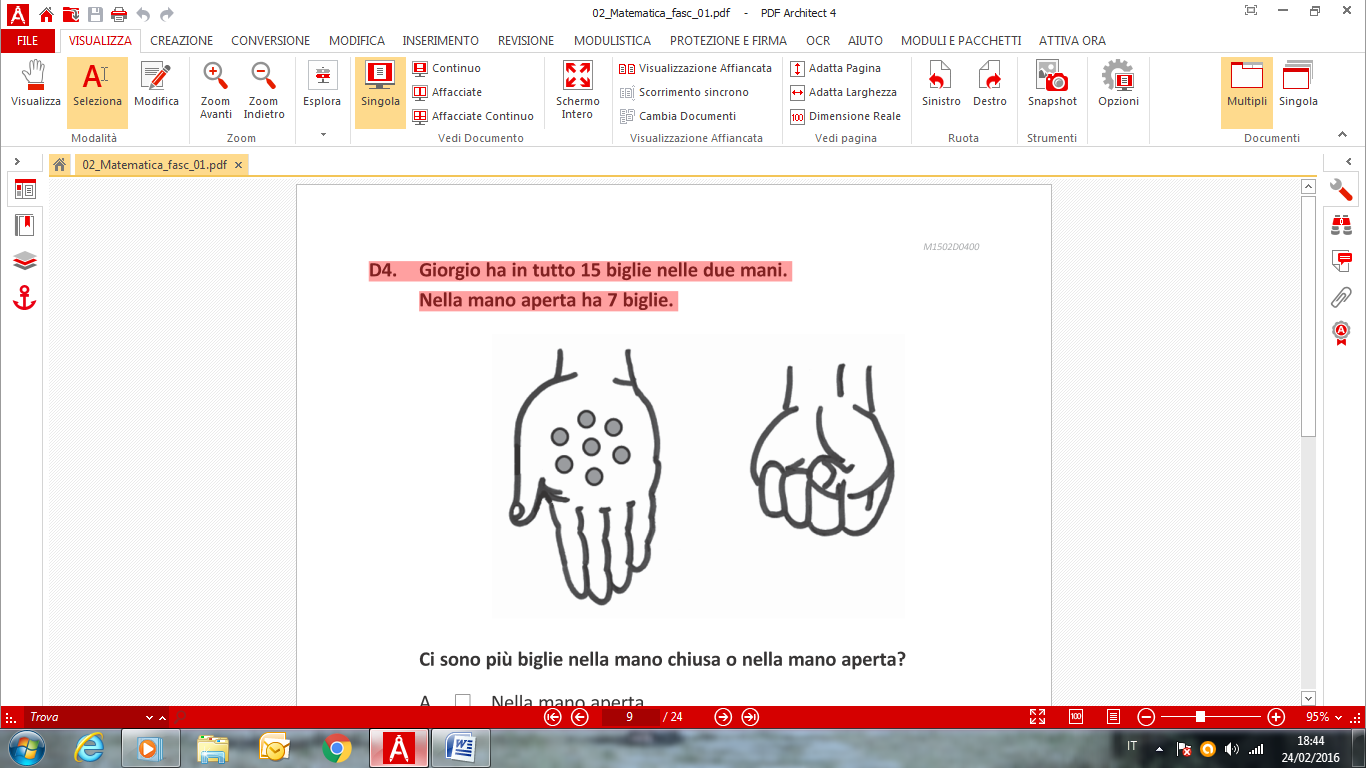 02_Matematica_fasc_01.pdf - PDF Architect 4
FILE VISUALIZZA CREAZIONE CONVERSIONE MODIFICA INSERIMENTO REVISIONE MODULISTICA PROTEZIONE E FIRMA OCR AIUTO MODULI E PACCHETTI ATTIVA ORA
Visualizza Seleziona Modifica
Modalità
Zoom Avanti Zoom Indietro
Zoom
Esplora
Singola
Continuo
Affacciate
Affacciate Continuo
Vedi Documento
Schermo Intero
Visualizzazione Affiancata
Scorrimento sincrono
Cambia Documenti
Visualizzazione Affiancata
Adatta Pagina
Adatta Larghezza
100 Dimensione Reale
Vedi pagina
Sinistro Destro
Ruota
Snapshot
Strumenti
Opzioni
Multipli Singola
Documenti
02_Matematica_fasc_01.pdf ×
M1502D0400
D4. Giorgio ha in tutto 15 biglie nelle due mani.
Nella mano aperta ha 7 biglie.
Ci sono più biglie nella mano chiusa o nella mano aperta?
A Nella mano aperta
Trova 9 / 24 100 95%
IT 18:44
24/02/2016